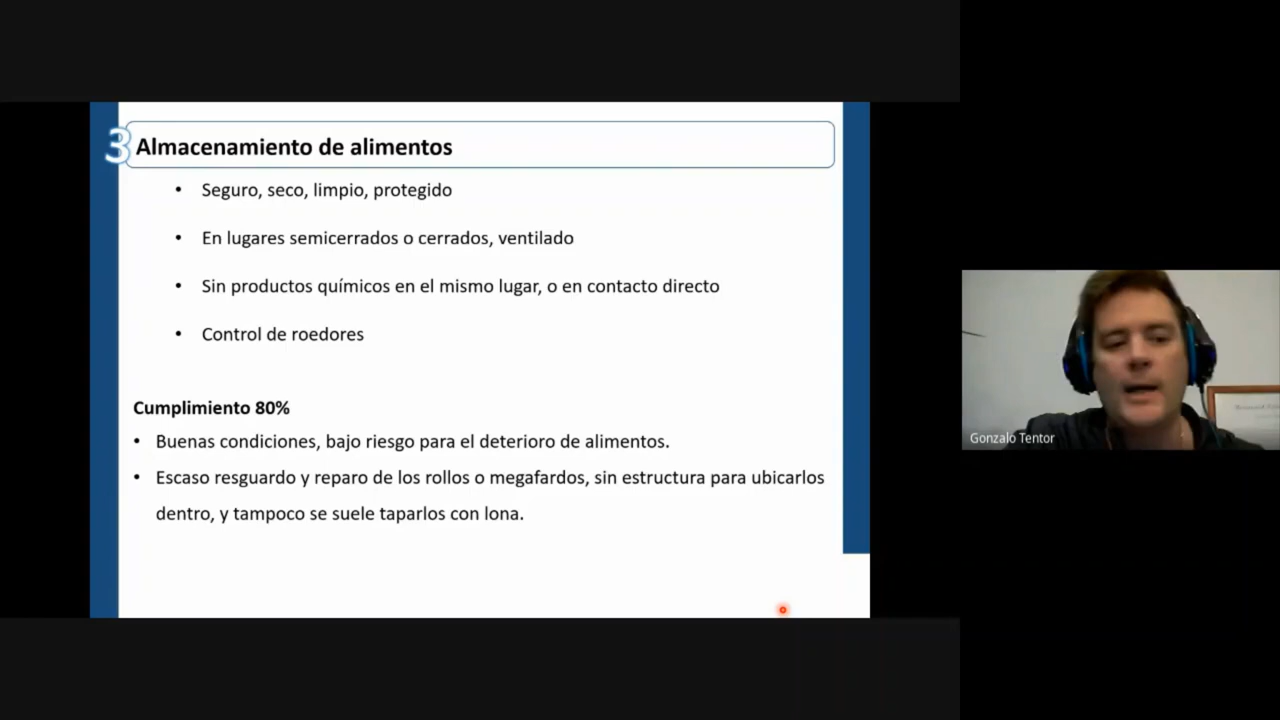 3 Almacenamiento de alimentos
• Seguro, seco, limpio, protegido
• En lugares semicerrados o cerrados, ventilado
• Sin productos químicos en el mismo lugar, o en contacto directo
• Control de roedores
Cumplimiento 80%
• Buenas condiciones, bajo riesgo para el deterioro de alimentos.
• Escaso resguardo y reparo de los rollos o megafardos, sin estructura para ubicarlos
dentro, y tampoco se suele taparlos con lona.
Gonzalo Tentor